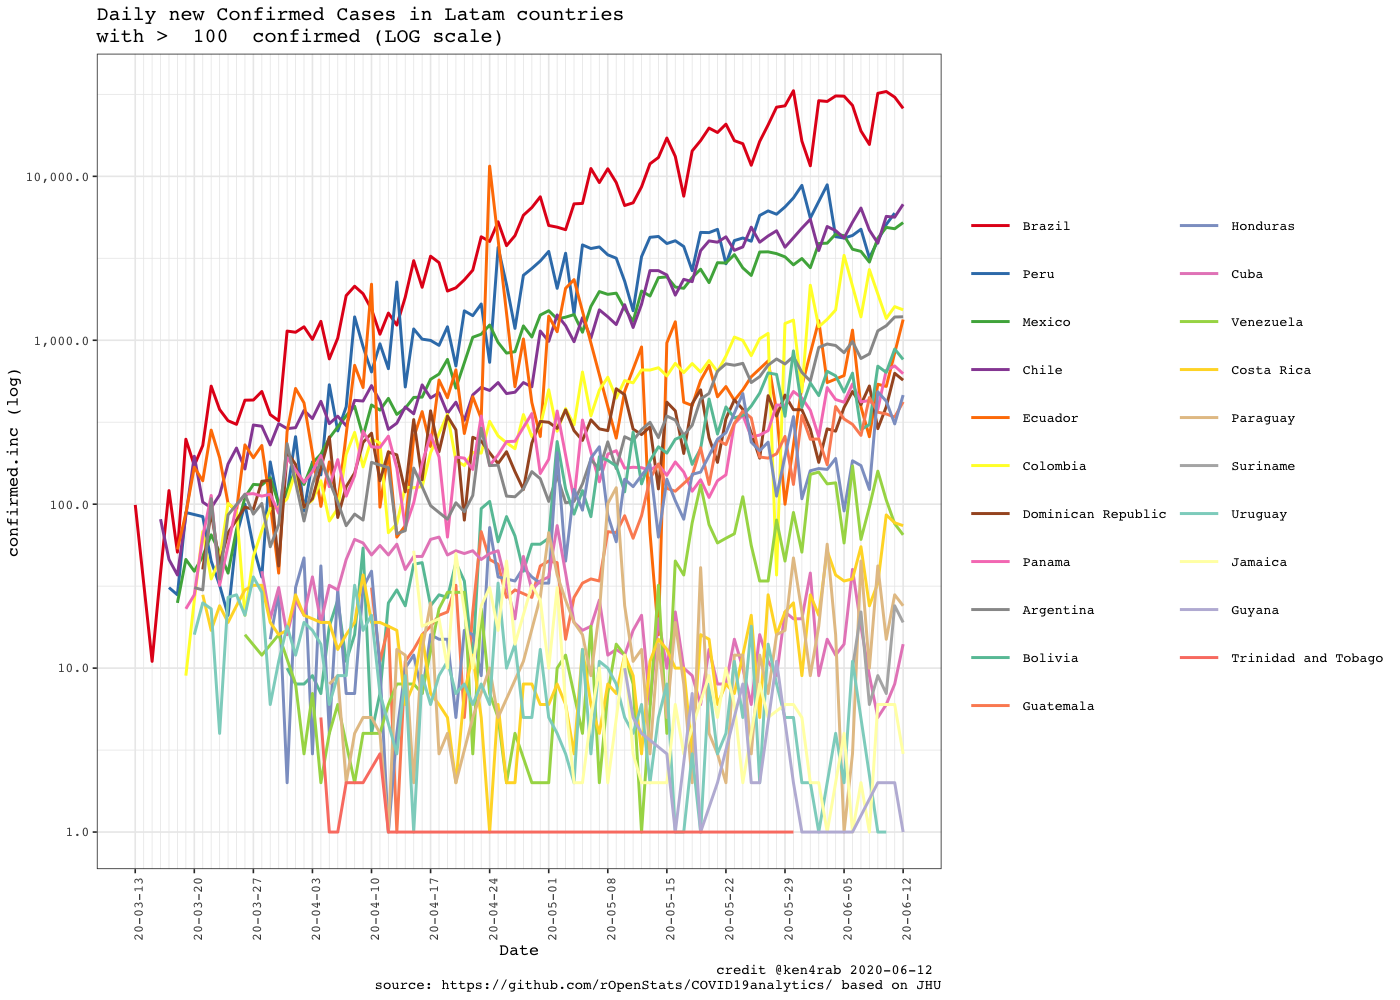 Daily new Confirmed Cases in Latam countries
with >  100  confirmed (LOG scale)
confirmed.inc (log)
10,000.0
1,000.0
100.0
10.0
1.0
20-03-13
20-03-20
20-03-27
20-04-03
20-04-10
20-04-17
20-04-24
20-05-01
20-05-08
20-05-15
20-05-22
20-05-29
20-06-05
20-06-12
Date
Brazil
Peru
Mexico
Chile
Ecuador
Colombia
Dominican Republic
Panama
Argentina
Bolivia
Guatemala
Honduras
Cuba
Venezuela
Costa Rica
Paraguay
Suriname
Uruguay
Jamaica
Guyana
Trinidad and Tobago
credit @ken4rab 2020-06-12
source: https://github.com/rOpenStats/COVID19analytics/ based on JHU